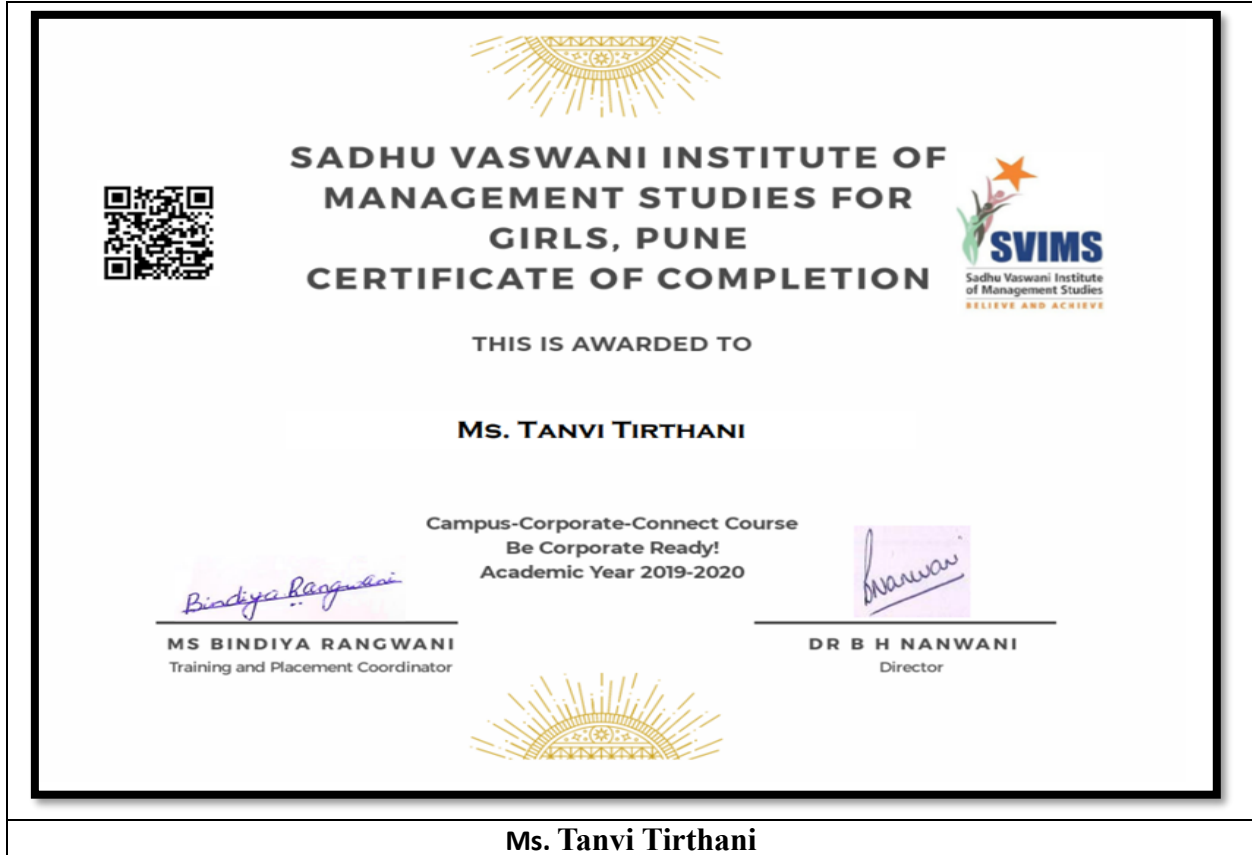 SADHU VASWANI INSTITUTE OF
MANAGEMENT STUDIES FOR
GIRLS, PUNE
CERTIFICATE OF COMPLETION
SVIMS
Sadhu Vaswani Institute
of Management Studies
BELIEVE AND ACHIEVE
THIS IS AWARDED TO
MS. TANVI TIRTHANI
Campus-Corporate-Connect Course
Be Corporate Ready!
Academic Year 2019-2020
Bindiya Rangwani
MS BINDIYA RANGWANI
Training and Placement Coordinator
Bnanwani
DR B H NANWANI
Director
Ms. Tanvi Tirthani